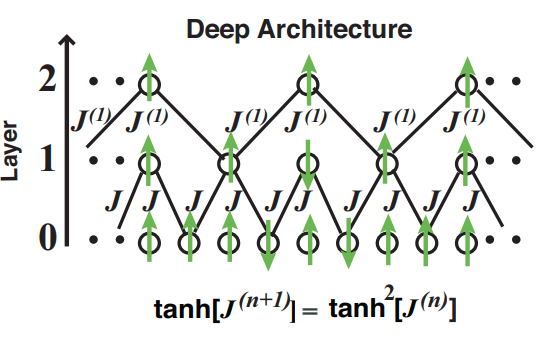 Deep Architecture
Layer
2
J^(1) J^(1) J^(1) J^(1) J^(1) J^(1)
1
J J J J J J J J J J
0
tanh[J^(n+1)] = tanh^2[J^(n)]